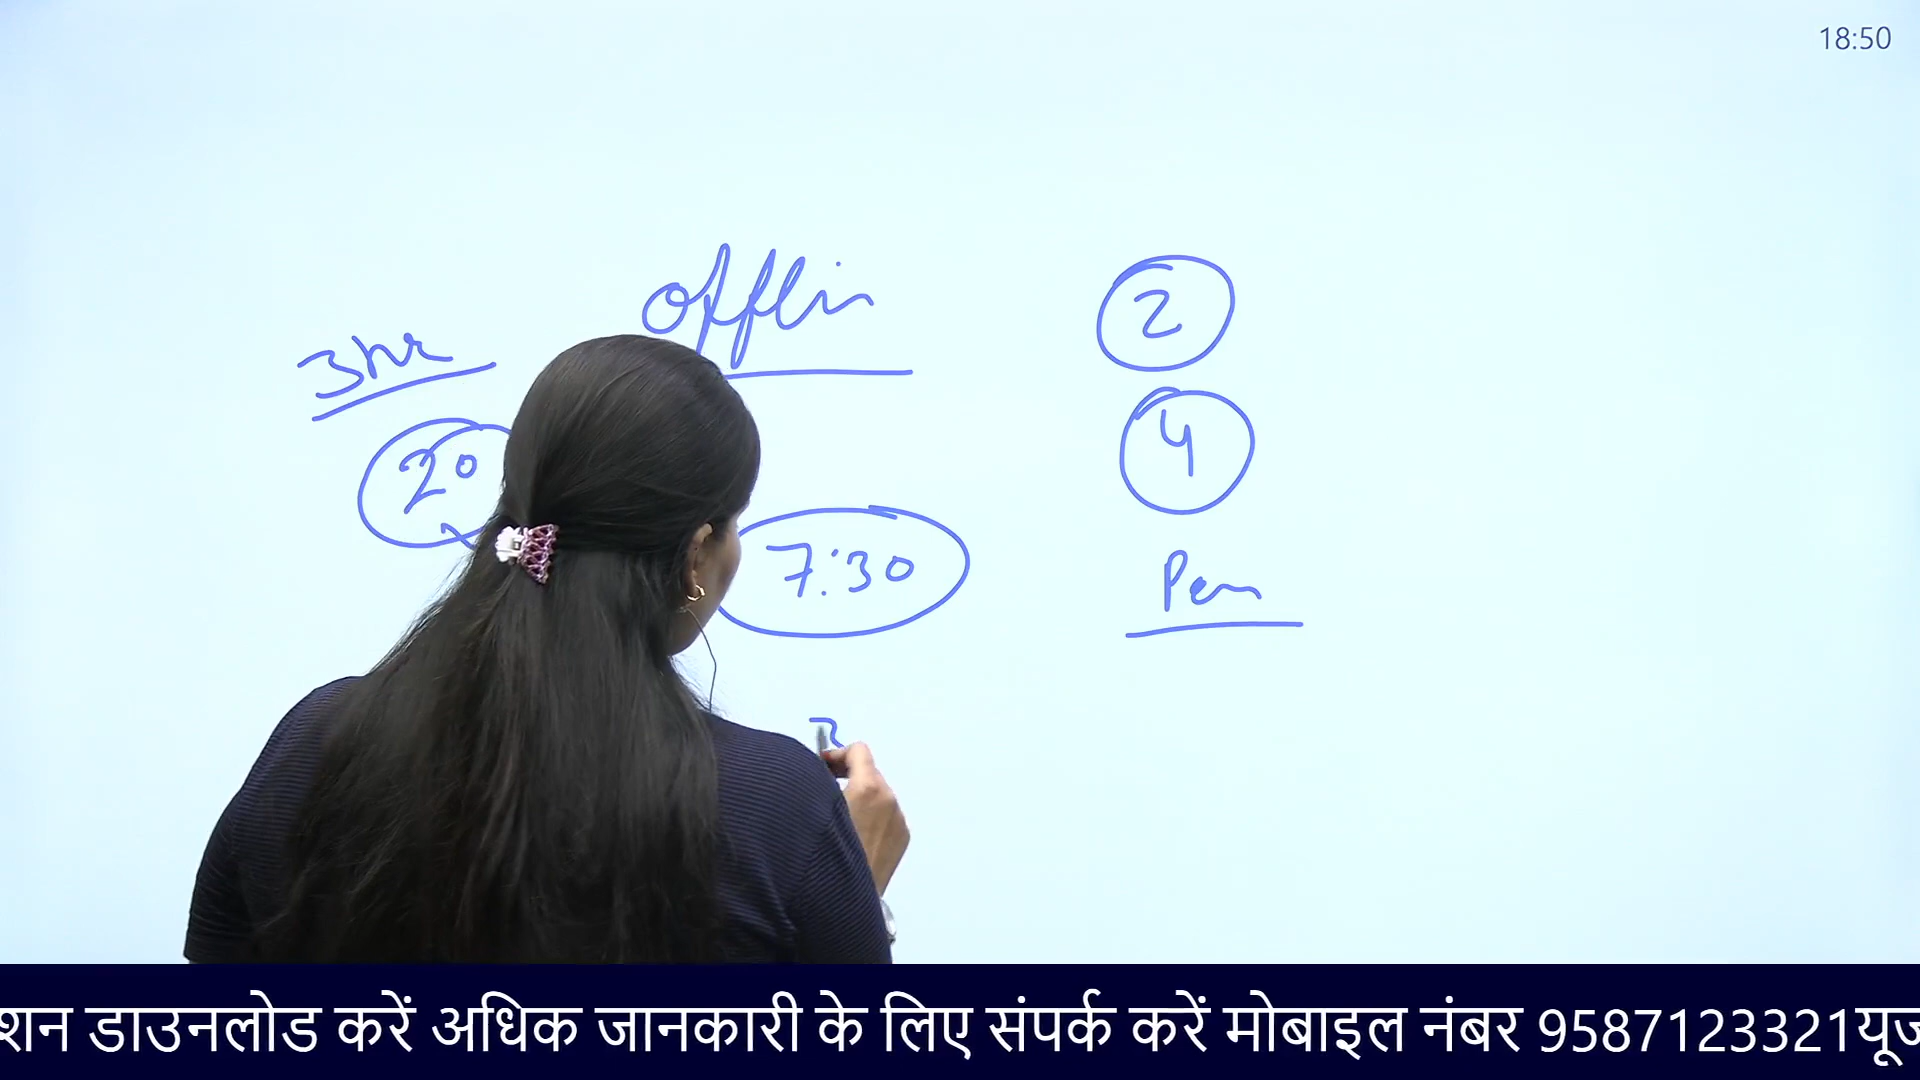 18:50
offlin
2
3hr
20
4
7:30
Pen
शन डाउनलोड करें अधिक जानकारी के लिए संपर्क करें मोबाइल नंबर 9587123321यूज